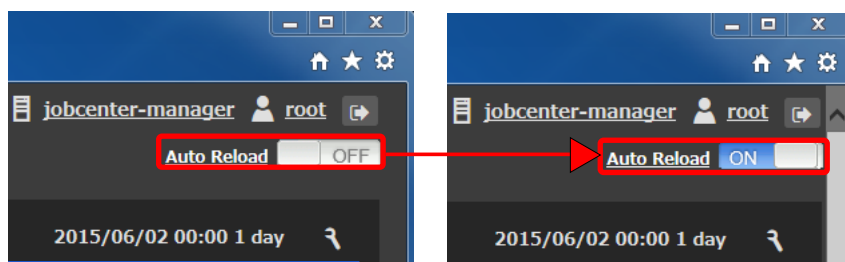 jobcenter-manager root
Auto Reload OFF
2015/06/02 00:00 1 day
jobcenter-manager root
Auto Reload ON
2015/06/02 00:00 1 day